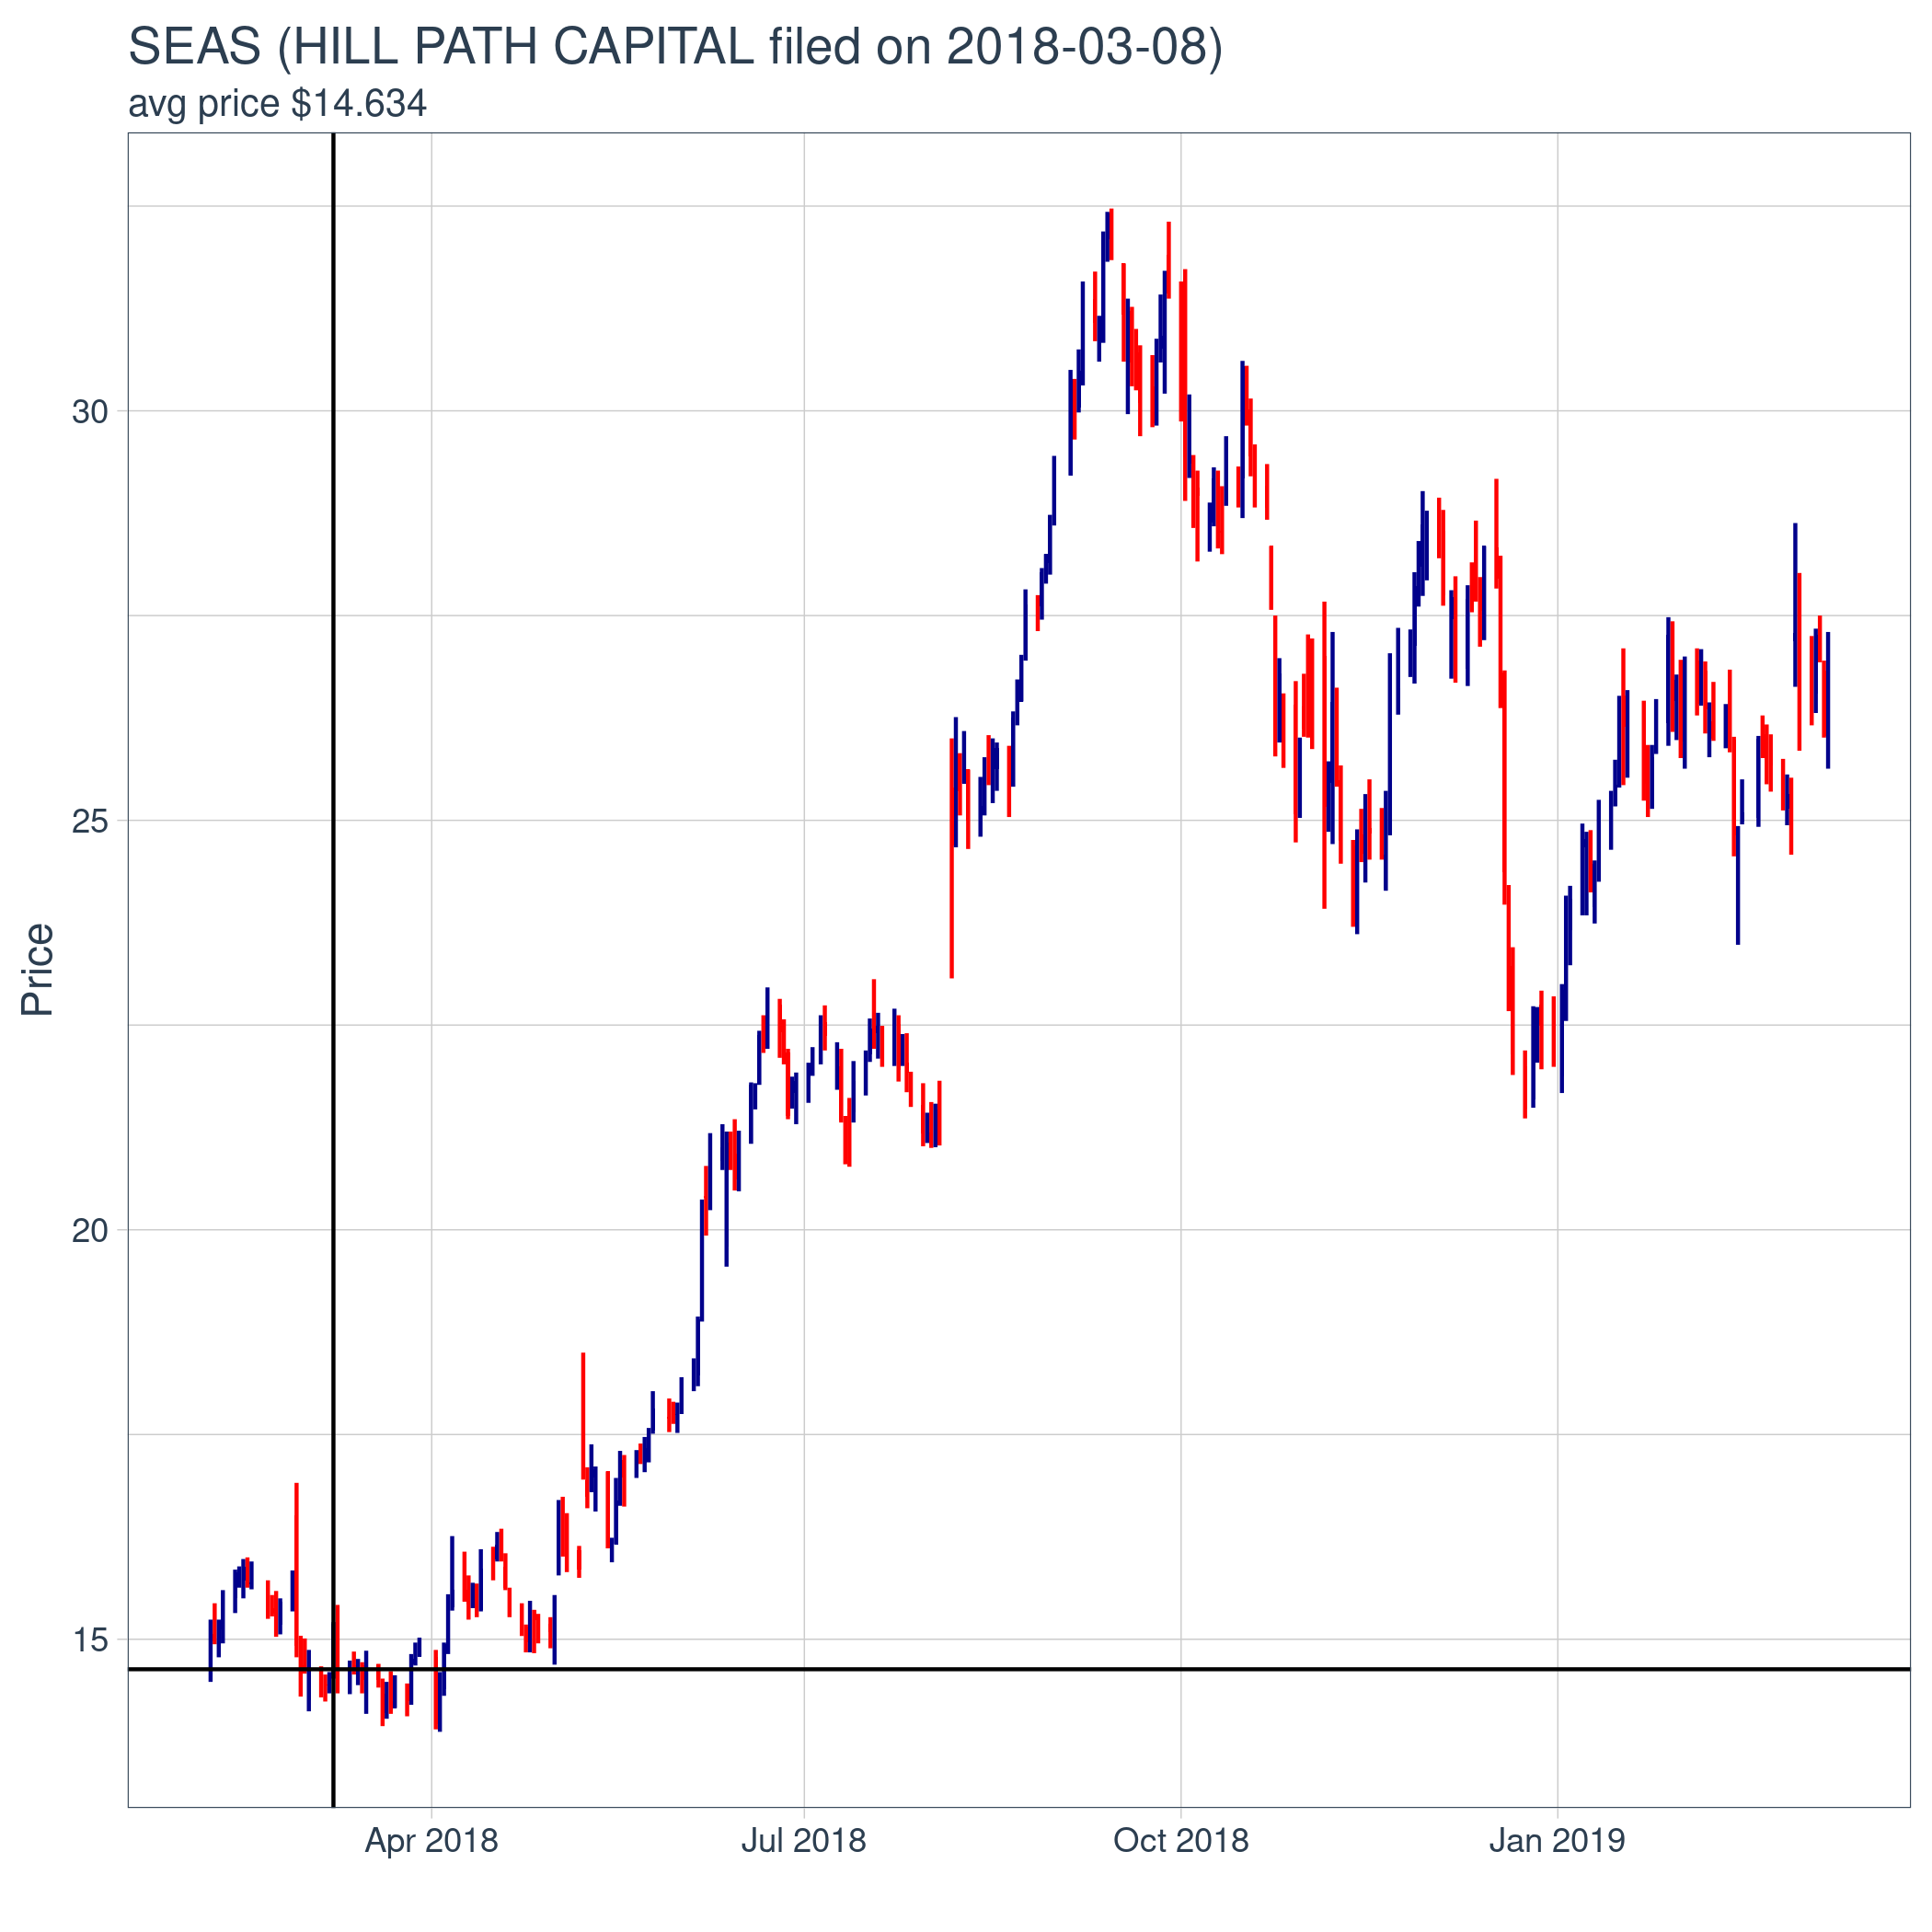 SEAS (HILL PATH CAPITAL filed on 2018-03-08)
avg price $14.634
Price
30
25
20
15
Apr 2018
Jul 2018
Oct 2018
Jan 2019